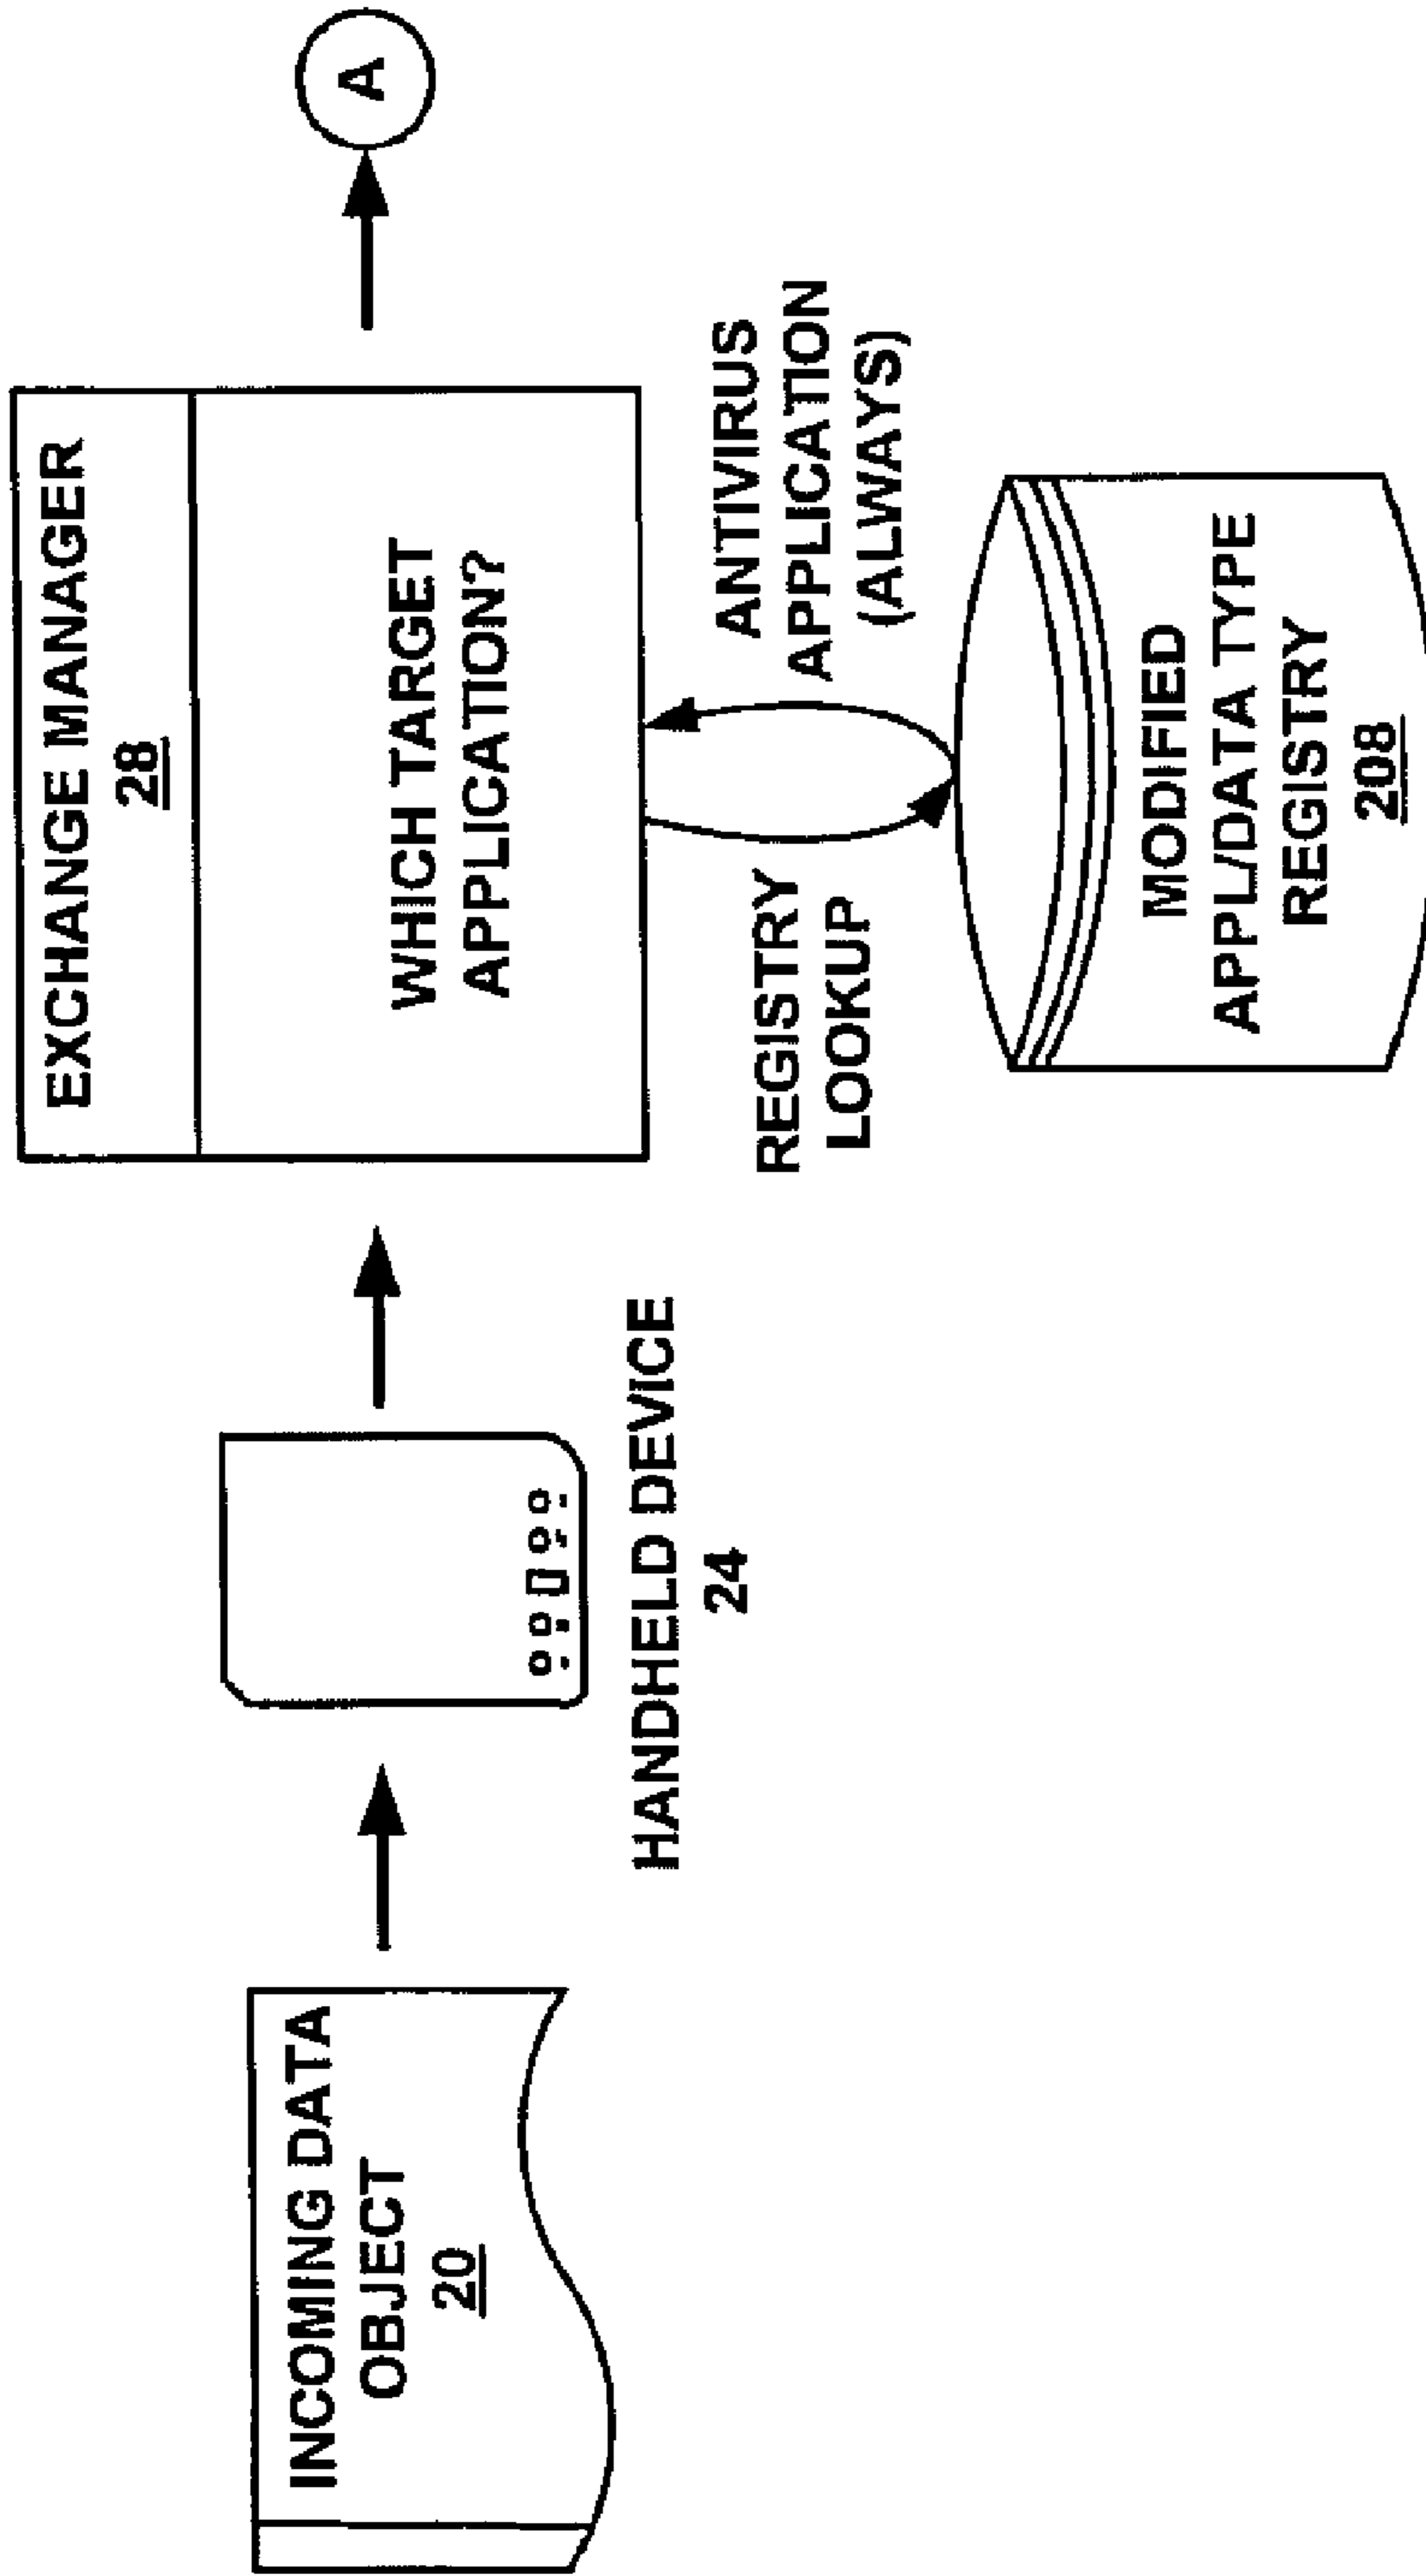 INCOMING DATA
OBJECT
20
HANDHELD DEVICE
24
EXCHANGE MANAGER
28
WHICH TARGET
APPLICATION?
REGISTRY
LOOKUP
ANTIVIRUS
APPLICATION
(ALWAYS)
MODIFIED
APPL/DATA TYPE
REGISTRY
208
A